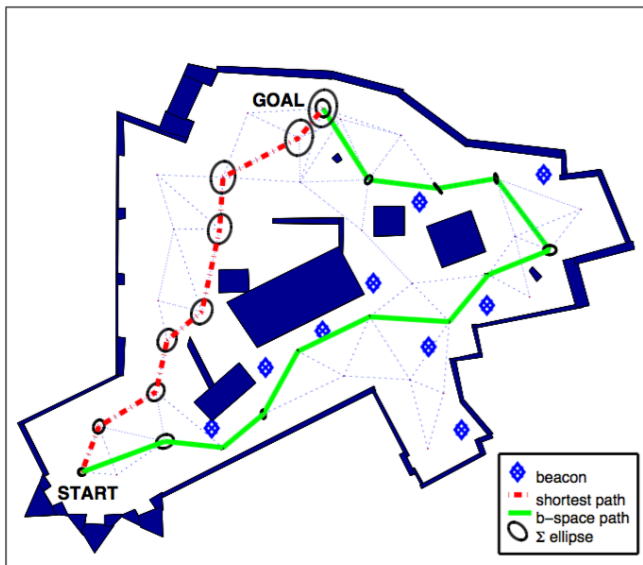 GOAL
START
beacon
shortest path
b-space path
Σ ellipse